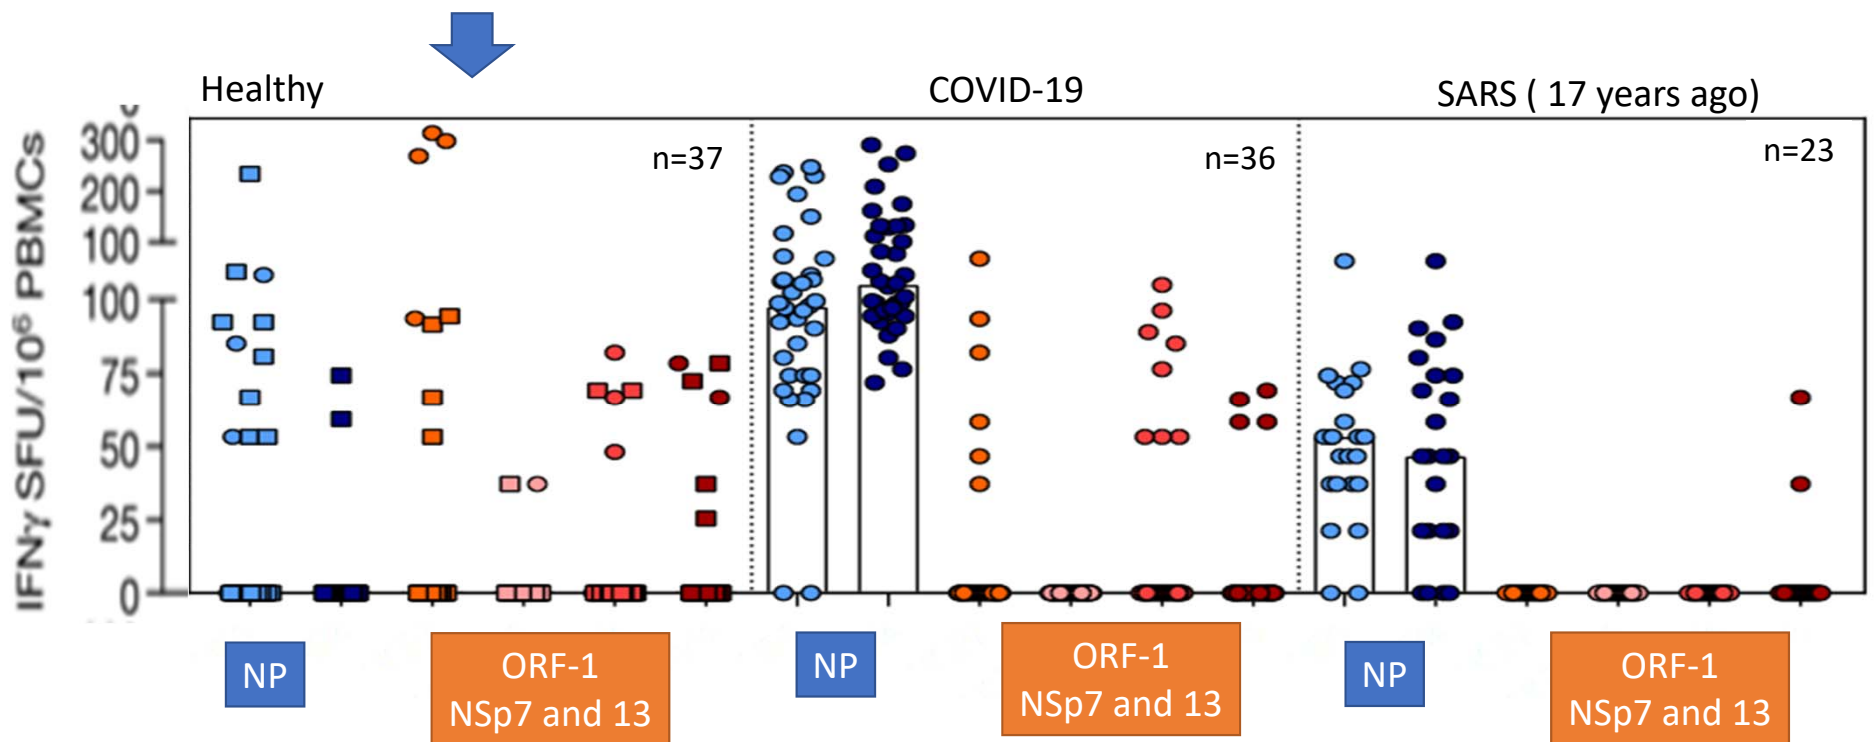 Healthy
COVID-19
SARS ( 17 years ago)
n=37
n=36
n=23
IFNγ SFU/10⁶ PBMCs
300
200
100
100
75
50
25
0
NP
ORF-1
NSp7 and 13
NP
ORF-1
NSp7 and 13
NP
ORF-1
NSp7 and 13